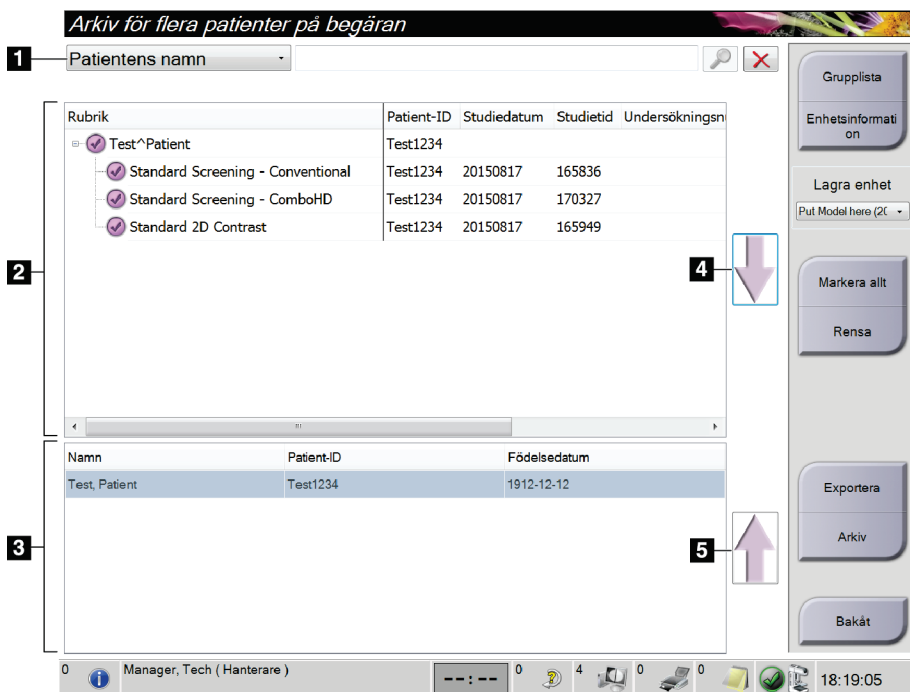 Arkiv för flera patienter på begäran
1 Patientens namn
Grupplista
Enhetsinformati
on
Lagra enhet
Put Model here (20
Markera allt
Rensa
2
Rubrik Patient-ID Studiedatum Studietid Undersökningsnu
Test^Patient Test1234
Standard Screening - Conventional Test1234 20150817 165836
Standard Screening - ComboHD Test1234 20150817 170327
Standard 2D Contrast Test1234 20150817 165949
4
3
Namn Patient-ID Födelsedatum
Test, Patient Test1234 1912-12-12
5
Exportera
Arkiv
Bakåt
0 Manager, Tech ( Hanterare ) --:-- 0 4 0 0 18:19:05